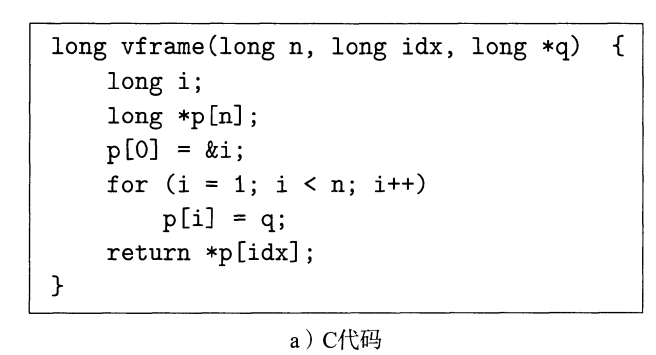 long vframe(long n, long idx, long *q)  {
    long i;
    long *p[n];
    p[0] = &i;
    for (i = 1; i < n; i++)
        p[i] = q;
    return *p[idx];
}
a）C代码